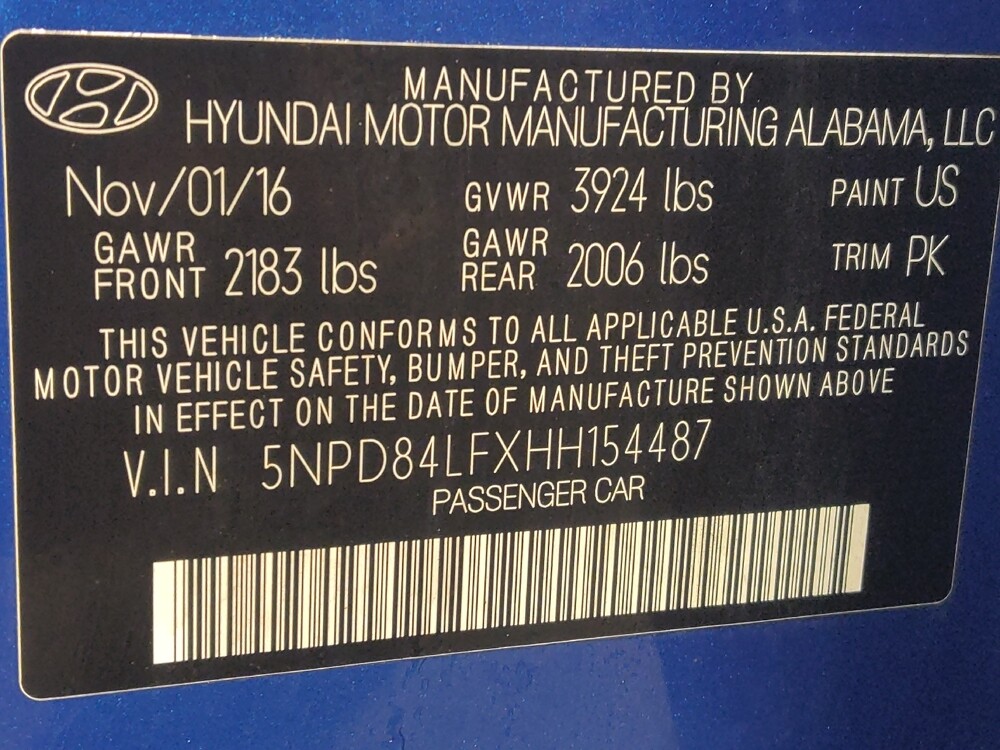 MANUFACTURED BY
HYUNDAI MOTOR MANUFACTURING ALABAMA, LLC
Nov/01/16 GVWR 3924 lbs PAINT US
GAWR FRONT 2183 lbs GAWR REAR 2006 lbs TRIM PK
THIS VEHICLE CONFORMS TO ALL APPLICABLE U.S.A. FEDERAL
MOTOR VEHICLE SAFETY, BUMPER, AND THEFT PREVENTION STANDARDS
IN EFFECT ON THE DATE OF MANUFACTURE SHOWN ABOVE
V.I.N 5NPD84LFXHH154487
PASSENGER CAR